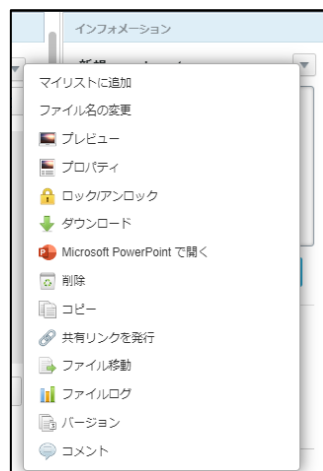 インフォメーション
マイリストに追加
ファイル名の変更
プレビュー
プロパティ
ロック/アンロック
ダウンロード
Microsoft PowerPoint で開く
削除
コピー
共有リンクを発行
ファイル移動
ファイルログ
バージョン
コメント